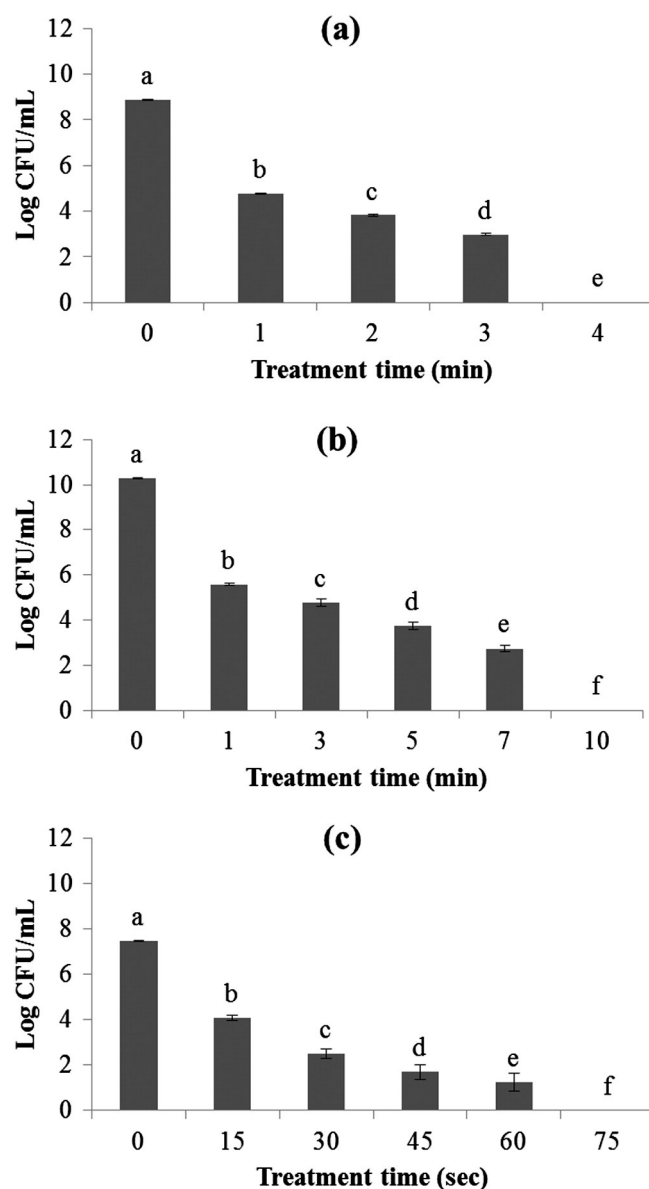 (a)
Log CFU/mL
12
10
8
6
4
2
0
a
b
c
d
e
0 1 2 3 4
Treatment time (min)
(b)
Log CFU/mL
12
10
8
6
4
2
0
a
b
c
d
e
f
0 1 3 5 7 10
Treatment time (min)
(c)
Log CFU/mL
12
10
8
6
4
2
0
a
b
c
d
e
f
0 15 30 45 60 75
Treatment time (sec)